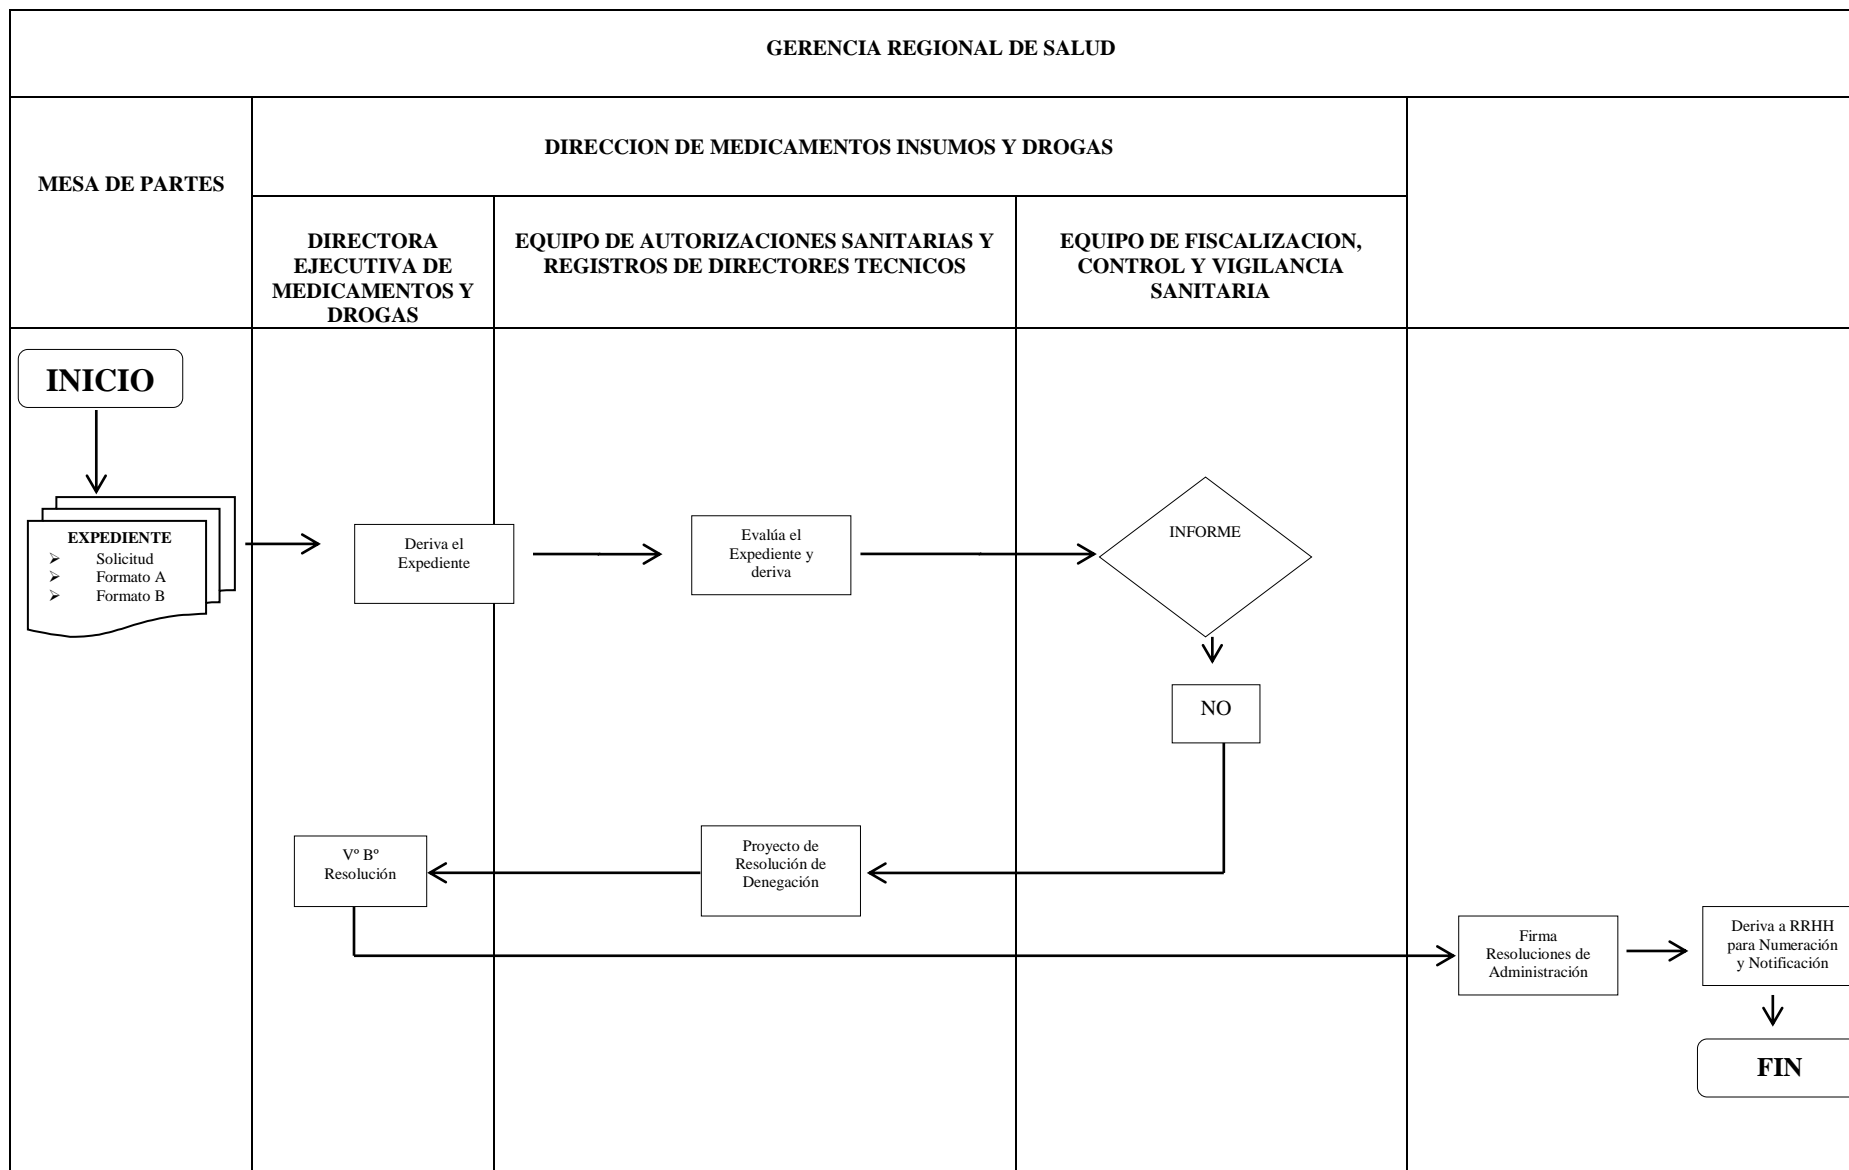 GERENCIA REGIONAL DE SALUD
MESA DE PARTES
DIRECCION DE MEDICAMENTOS INSUMOS Y DROGAS
DIRECTORA
EJECUTIVA DE
MEDICAMENTOS Y
DROGAS
EQUIPO DE AUTORIZACIONES SANITARIAS Y
REGISTROS DE DIRECTORES TECNICOS
EQUIPO DE FISCALIZACION,
CONTROL Y VIGILANCIA
SANITARIA
INICIO
EXPEDIENTE
➢ Solicitud
➢ Formato A
➢ Formato B
Deriva el
Expediente
Evalúa el
Expediente y
deriva
INFORME
NO
Proyecto de
Resolución de
Denegación
Vº Bº
Resolución
Firma
Resoluciones de
Administración
Deriva a RRHH
para Numeración
y Notificación
FIN